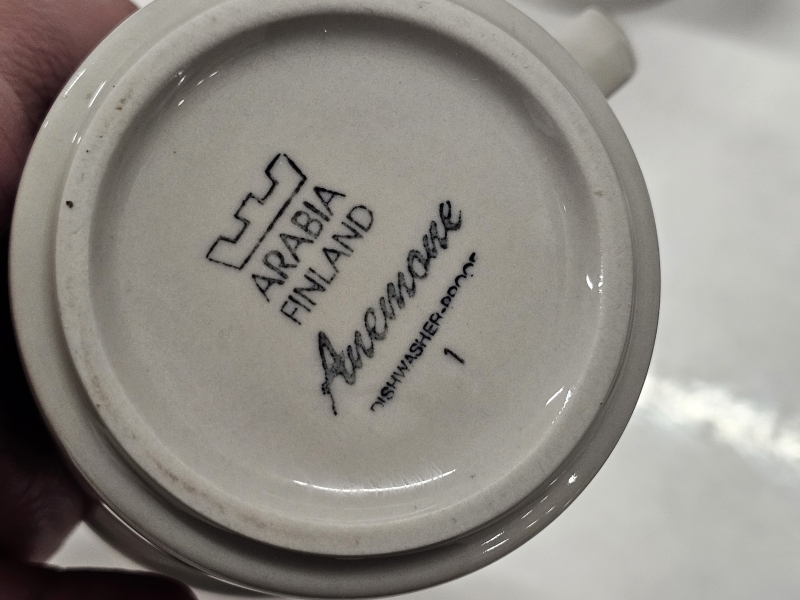 ARABIA
FINLAND
Anemone
DISHWASHER-PROOF
1